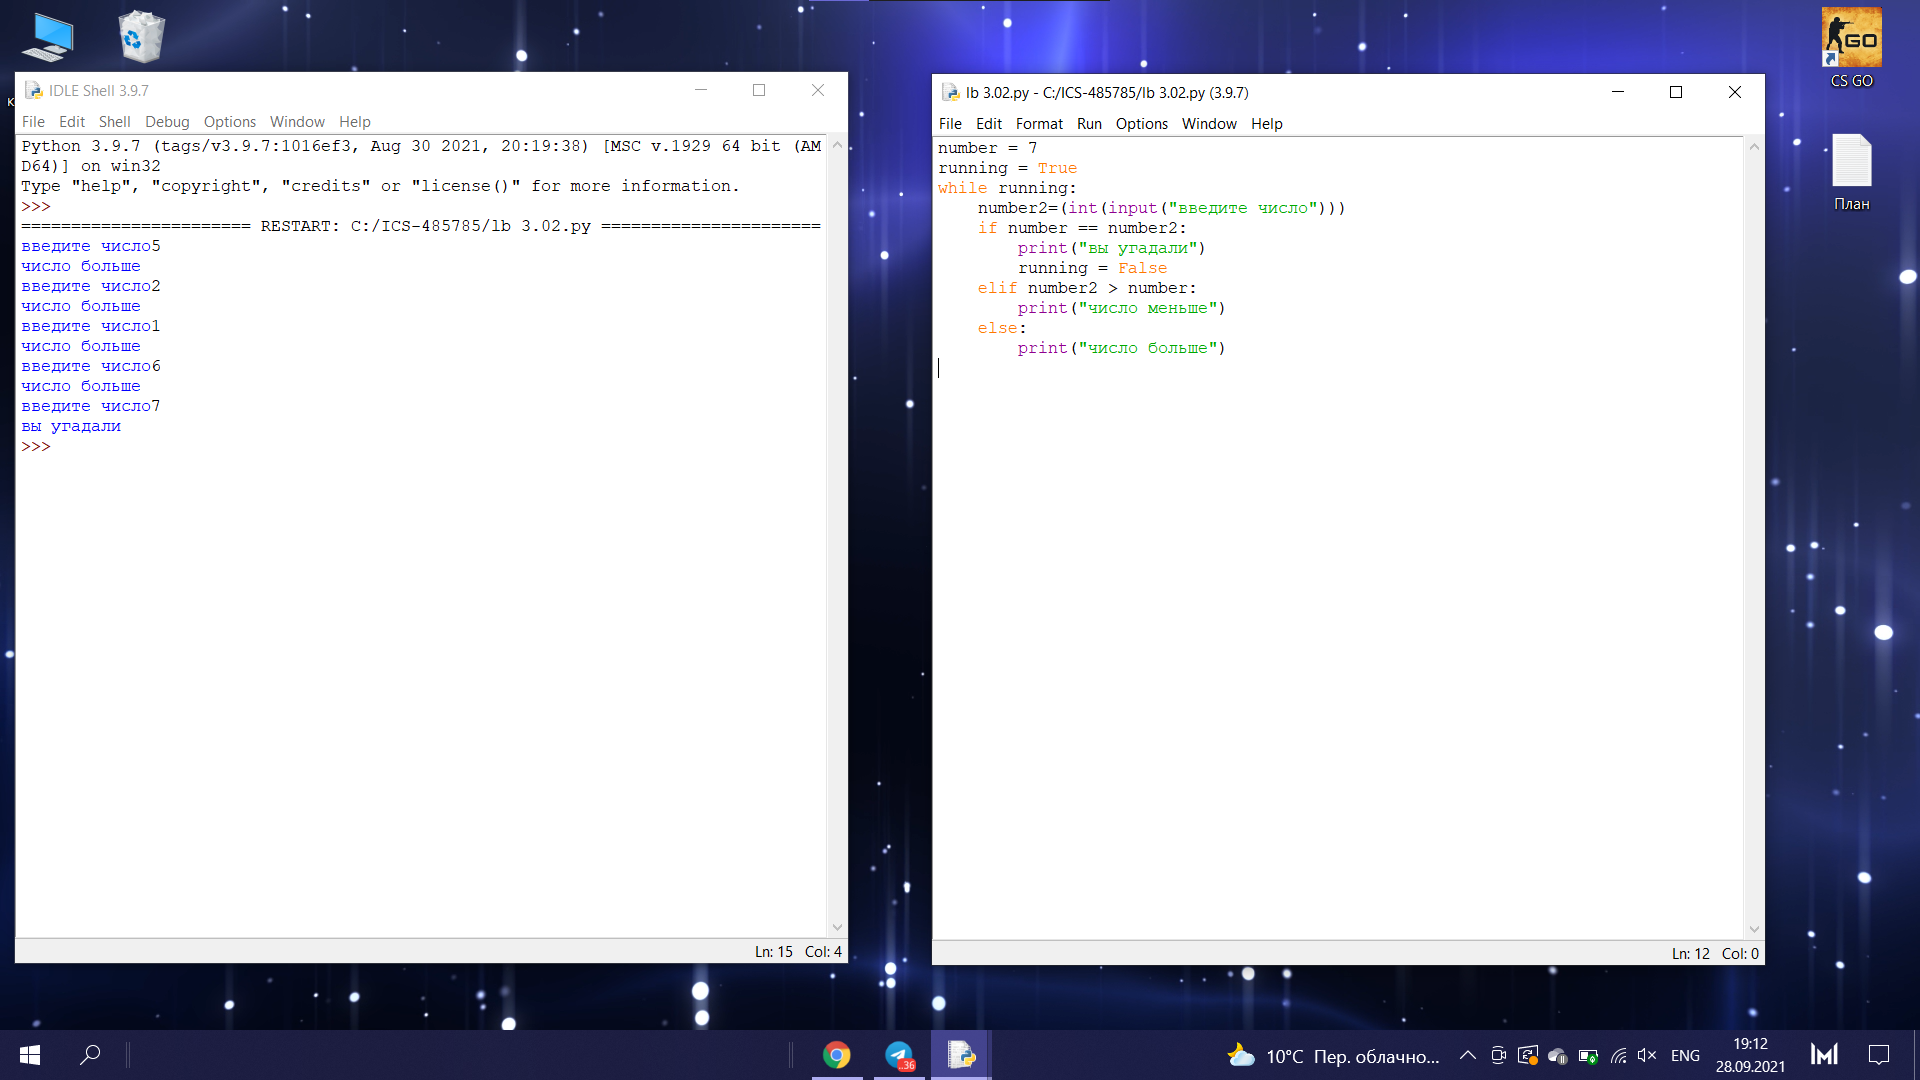 IDLE Shell 3.9.7
File Edit Shell Debug Options Window Help
Python 3.9.7 (tags/v3.9.7:1016ef3, Aug 30 2021, 20:19:38) [MSC v.1929 64 bit (AM
D64)] on win32
Type "help", "copyright", "credits" or "license()" for more information.
>>>
======================= RESTART: C:/ICS-485785/lb 3.02.py ======================
введите число5
число больше
введите число2
число больше
введите число1
число больше
введите число6
число больше
введите число7
вы угадали
>>>
Ln: 15 Col: 4
lb 3.02.py - C:/ICS-485785/lb 3.02.py (3.9.7)
File Edit Format Run Options Window Help
number = 7
running = True
while running:
    number2=(int(input("введите число")))
    if number == number2:
        print("вы угадали")
        running = False
    elif number2 > number:
        print("число меньше")
    else:
        print("число больше")
Ln: 12 Col: 0
GO
CS GO
План
..36
10°C Пер. облачно...
ENG
19:12
28.09.2021